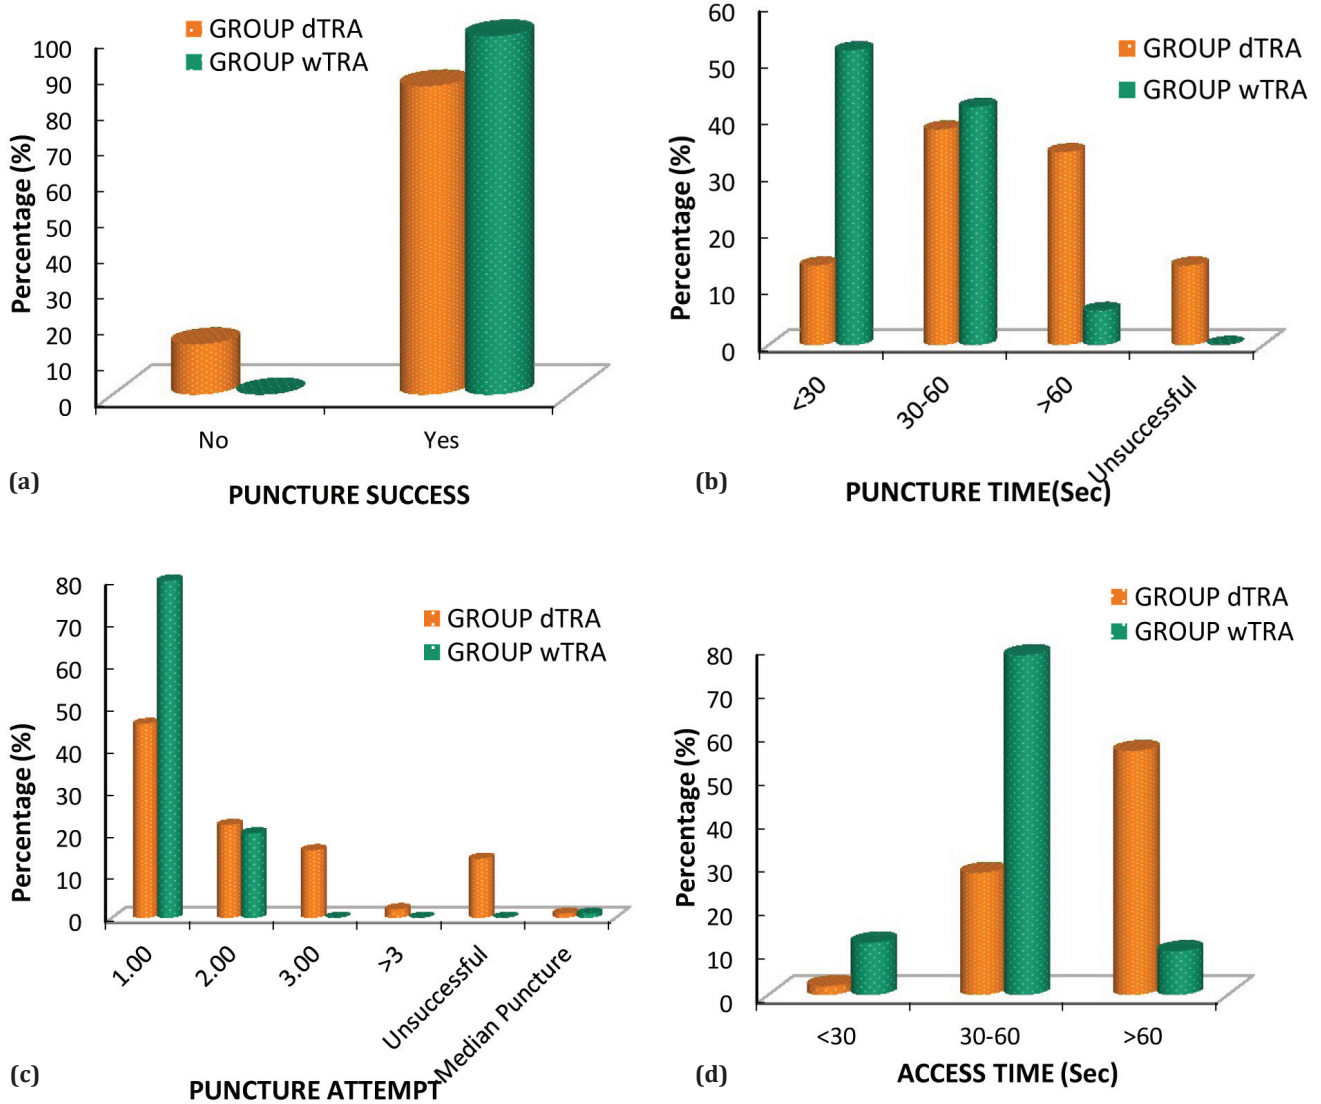 GROUP dTRA
GROUP wTRA
Percentage (%)
100
90
80
70
60
50
40
30
20
10
0
No
Yes
(a)
PUNCTURE SUCCESS
GROUP dTRA
GROUP wTRA
Percentage (%)
60
50
40
30
20
10
0
<30
30-60
>60
Unsuccessful
(b)
PUNCTURE TIME(Sec)
GROUP dTRA
GROUP wTRA
Percentage (%)
80
70
60
50
40
30
20
10
0
1.00
2.00
3.00
>3
Unsuccessful
Median Puncture
(c)
PUNCTURE ATTEMPT
GROUP dTRA
GROUP wTRA
Percentage (%)
80
70
60
50
40
30
20
10
0
<30
30-60
>60
(d)
ACCESS TIME (Sec)